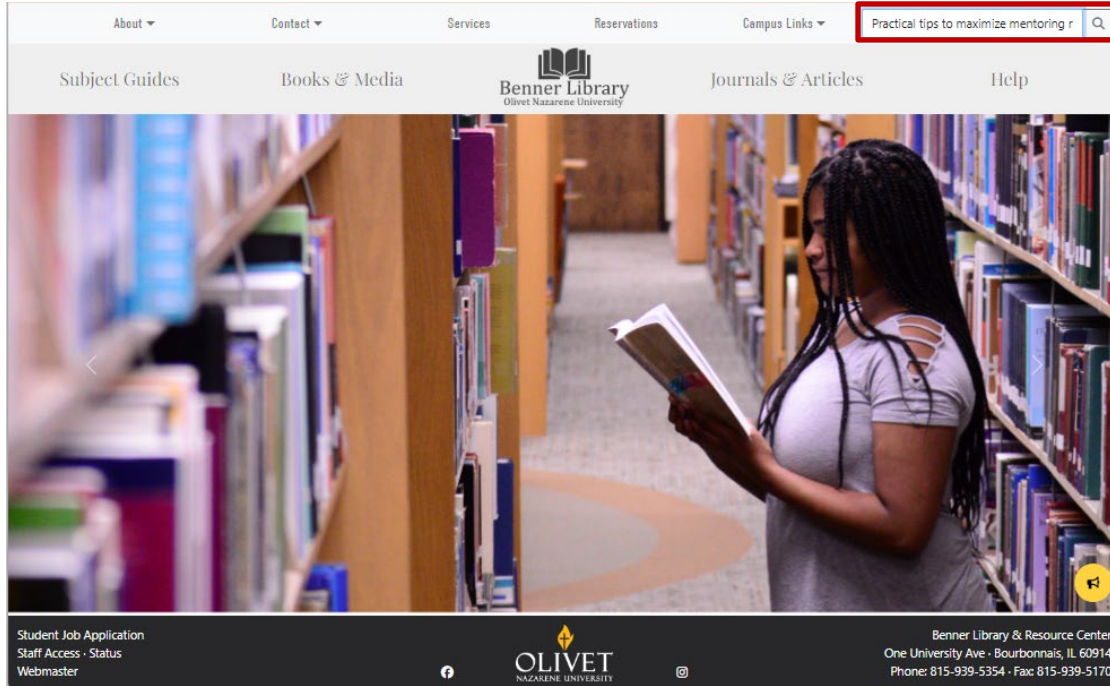 About
Contact
Services
Reservations
Campus Links
Practical tips to maximize mentoring r
Subject Guides
Books & Media
Benner Library
Olivet Nazarene University
Journals & Articles
Help
Student Job Application
Staff Access · Status
Webmaster
OLIVET
NAZARENE UNIVERSITY
Benner Library & Resource Center
One University Ave · Bourbonnais, IL 60914
Phone: 815-939-5354 · Fax: 815-939-5170